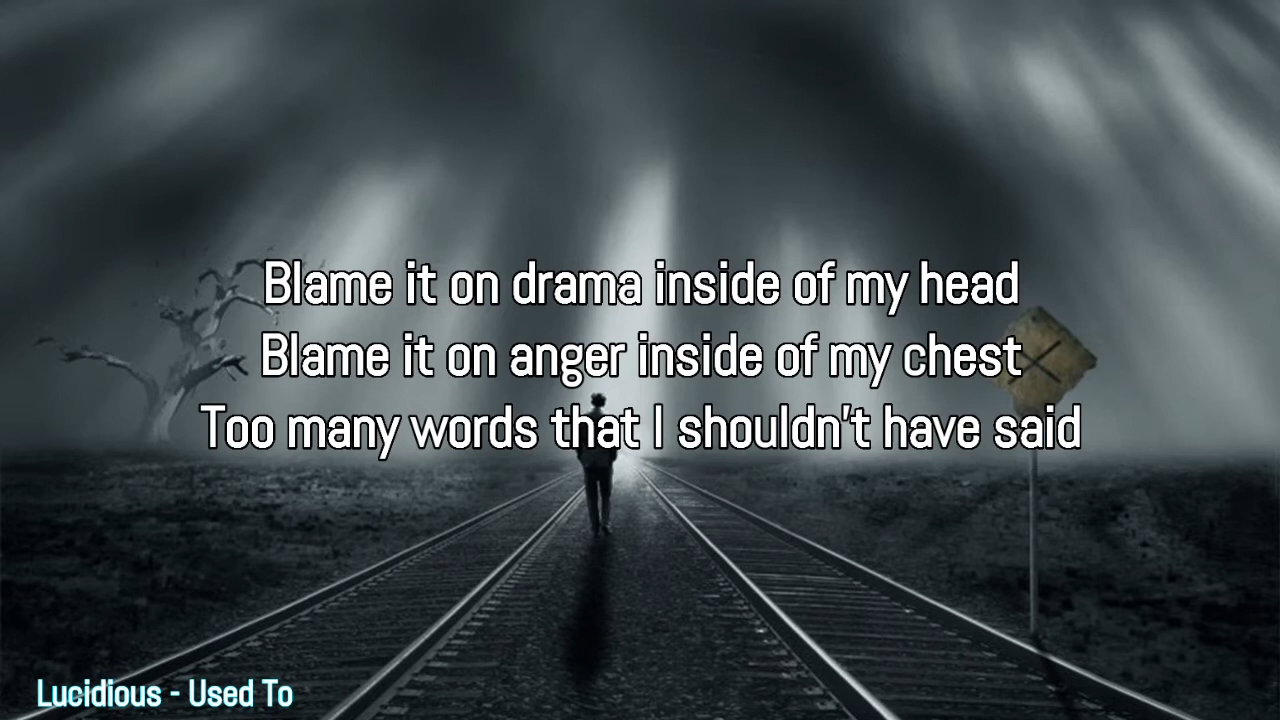 Blame it on drama inside of my head
Blame it on anger inside of my chest
Too many words that I shouldn't have said
Lucidious - Used To